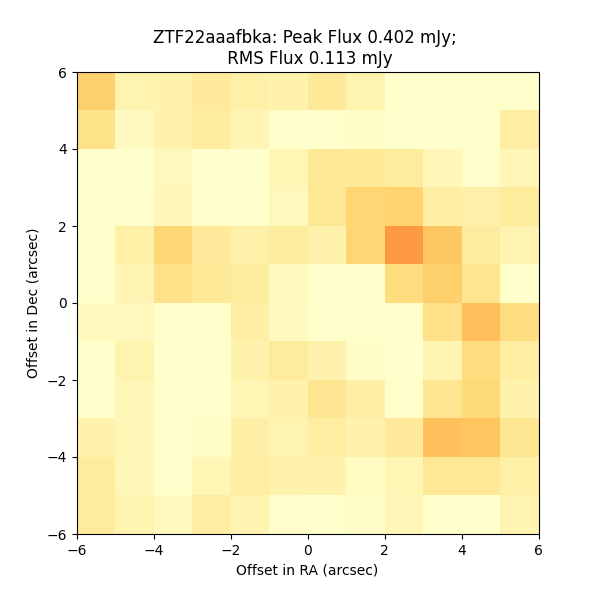 ZTF22aaafbka: Peak Flux 0.402 mJy;
RMS Flux 0.113 mJy
6
4
2
0
−2
−4
−6
Offset in Dec (arcsec)
−6 −4 −2 0 2 4 6
Offset in RA (arcsec)